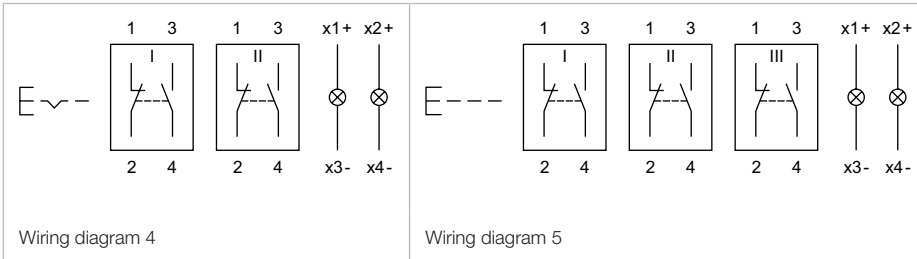 1 3 1 3 x1+ x2+
I II
2 4 2 4 x3- x4-
Wiring diagram 4
1 3 1 3 1 3 x1+ x2+
I II III
2 4 2 4 2 4 x3- x4-
Wiring diagram 5